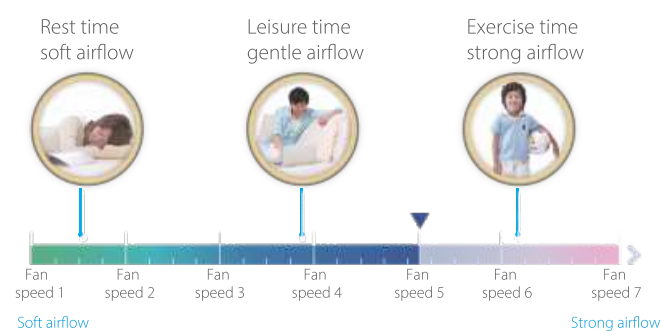 Rest time
soft airflow
Leisure time
gentle airflow
Exercise time
strong airflow
Fan
speed 1
Fan
speed 2
Fan
speed 3
Fan
speed 4
Fan
speed 5
Fan
speed 6
Fan
speed 7
Soft airflow
Strong airflow